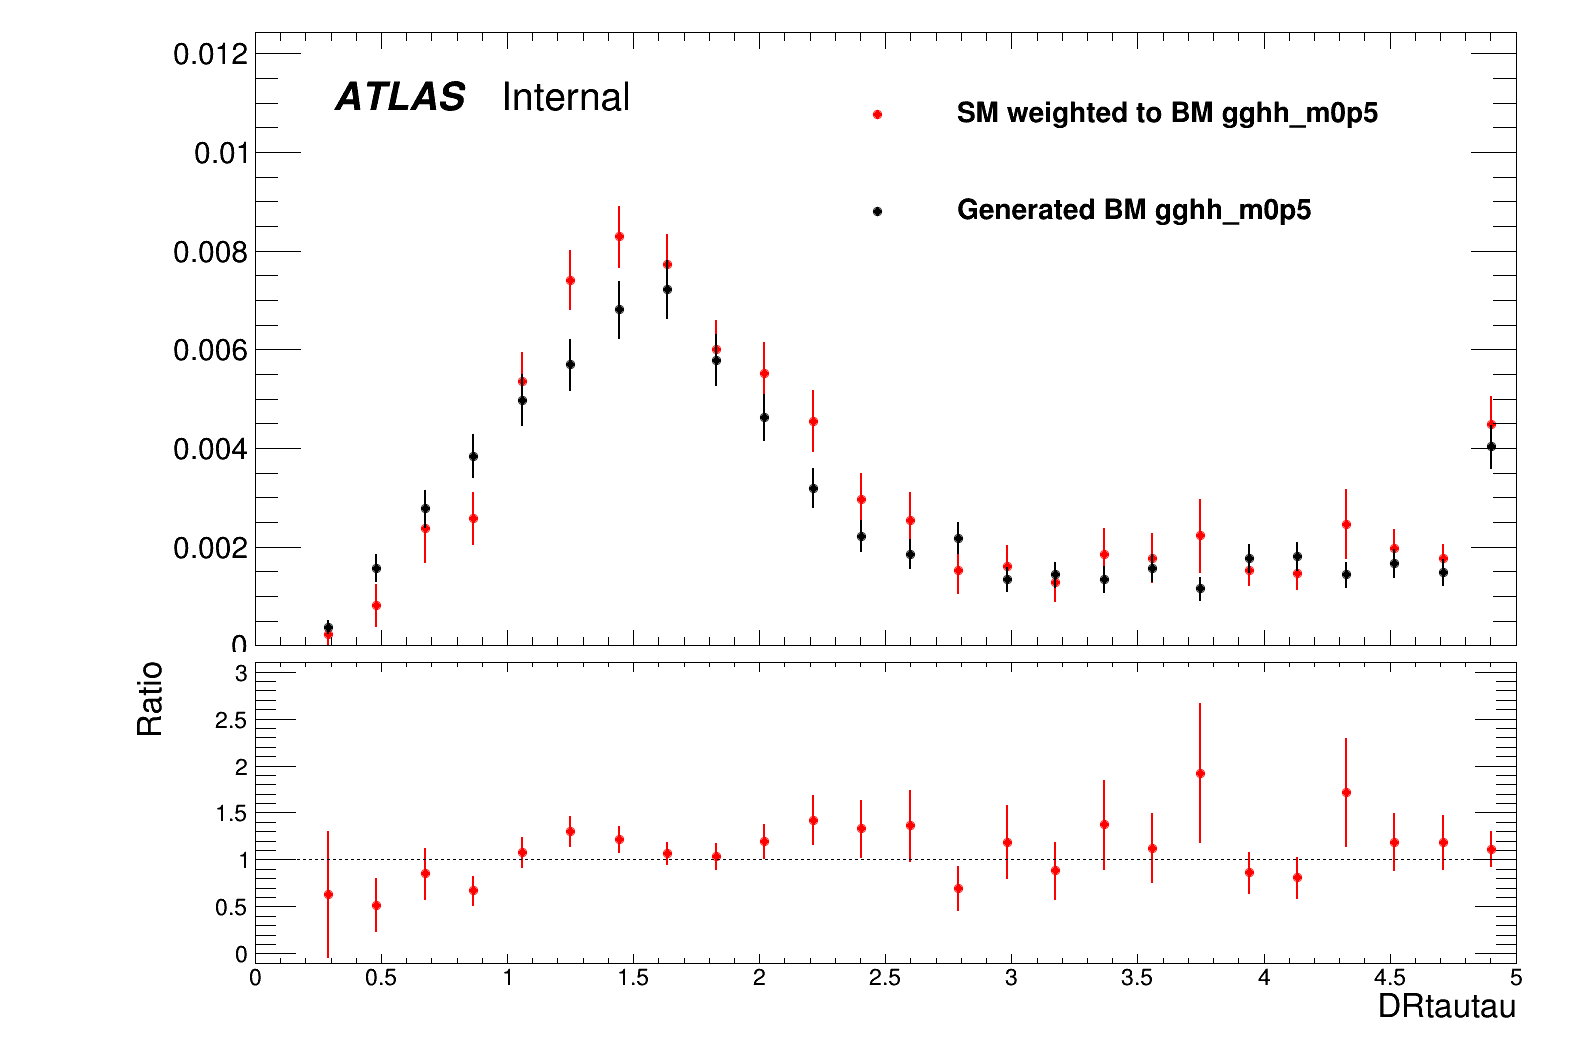 0.012
ATLAS Internal
SM weighted to BM gghh_m0p5
0.01
Generated BM gghh_m0p5
0.008
0.006
0.004
0.002
0
Ratio
3
2.5
2
1.5
1
0.5
0
0 0.5 1 1.5 2 2.5 3 3.5 4 4.5 5
DRtautau